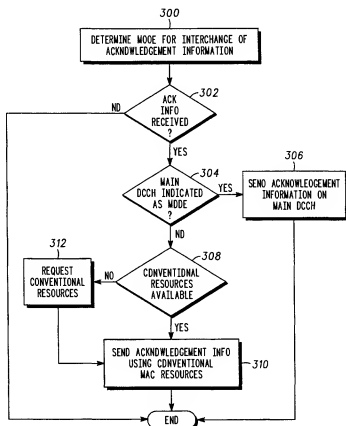 300
DETERMINE MODE FOR INTERCHANGE OF
ACKNOWLEDGEMENT INFORMATION
302
ACK
INFO
RECEIVED
?
NO
YES
304
MAIN
DCCH INDICATED
AS MODE
?
YES
306
SEND ACKNOWLEDGEMENT
INFORMATION ON
MAIN DCCH
NO
308
CONVENTIONAL
RESOURCES
AVAILABLE
NO
312
REQUEST
CONVENTIONAL
RESOURCES
YES
SEND ACKNOWLEDGEMENT INFO
USING CONVENTIONAL
MAC RESOURCES
310
END